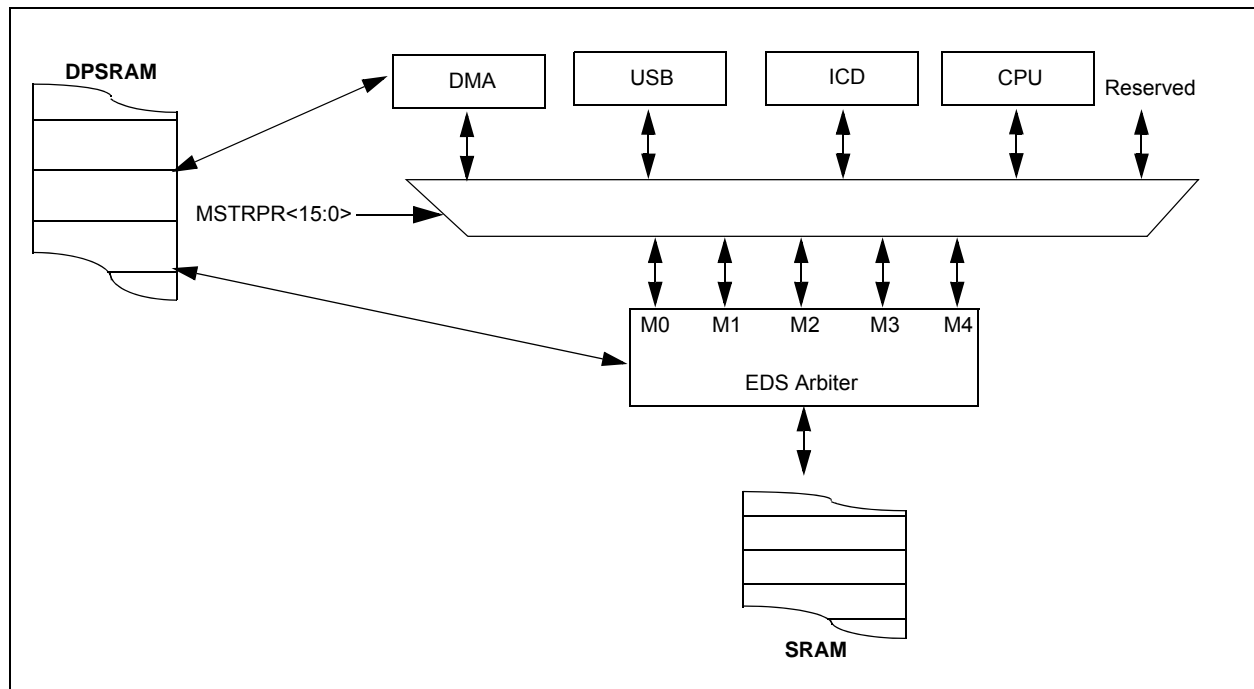 DPSRAM
DMA
USB
ICD
CPU
Reserved
MSTRPR<15:0>
M0 M1 M2 M3 M4
EDS Arbiter
SRAM